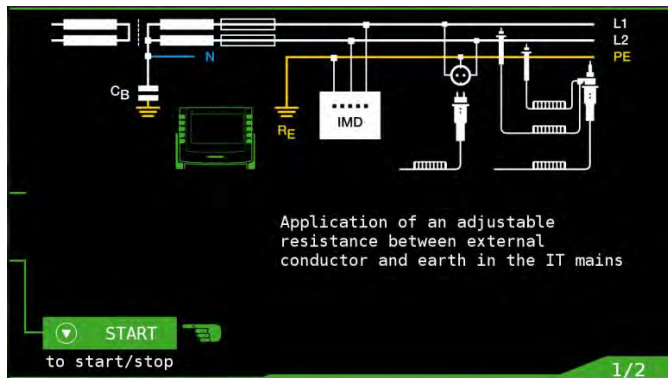 L1
L2
PE
N
CB
RE
IMD
Application of an adjustable
resistance between external
conductor and earth in the IT mains
START
to start/stop
1/2